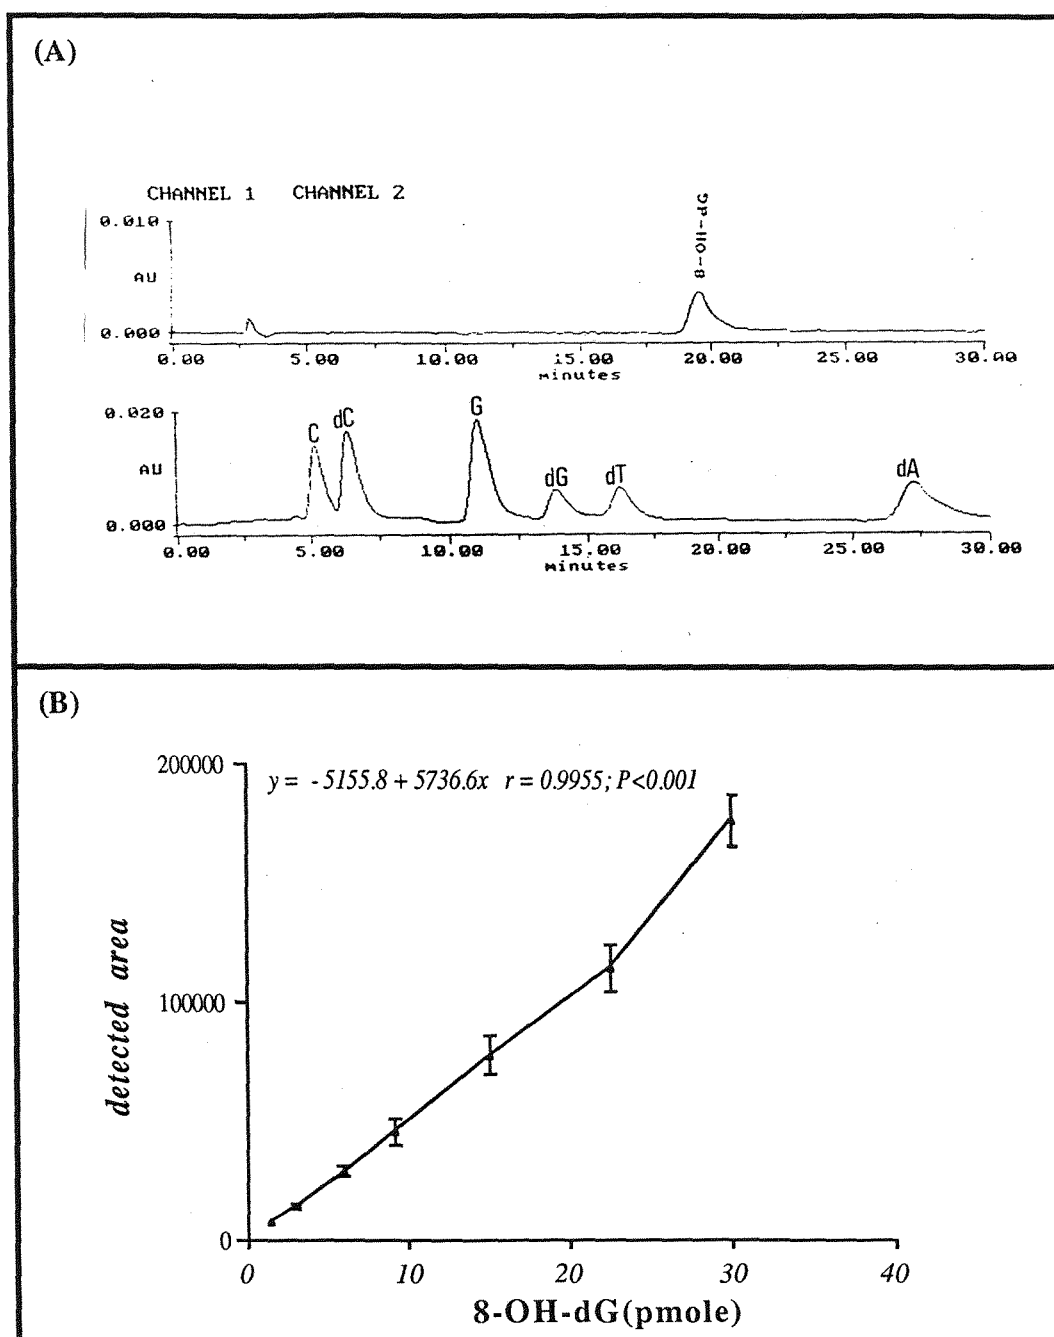 (A)
CHANNEL 1 CHANNEL 2
0.010
AU
0.000
8-OH-dG
0.00 5.00 10.00 15.00 20.00 25.00 30.00
minutes
0.020
AU
0.000
C dC G dG dT dA
0.00 5.00 10.00 15.00 20.00 25.00 30.00
minutes
(B)
200000
y = - 5155.8 + 5736.6x r = 0.9955; P<0.001
100000
0
detected area
0 10 20 30 40
8-OH-dG(pmole)